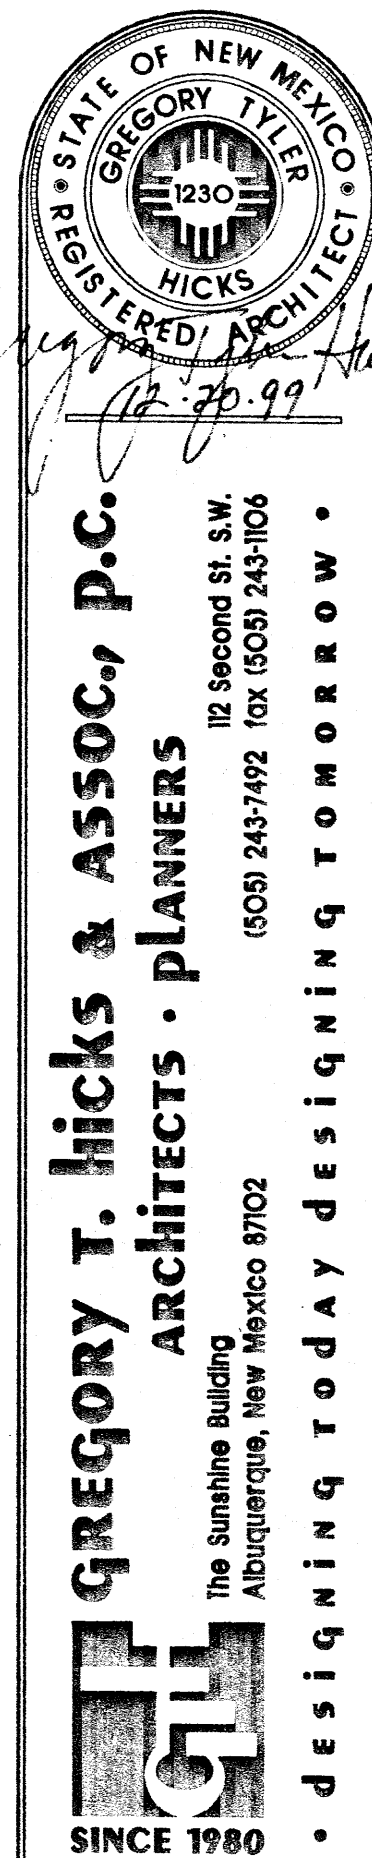 • STATE OF NEW MEXICO •
REGISTERED ARCHITECT
GREGORY TYLER
HICKS
1230
12·20·99
GREGORY T. HICKS & ASSOC., P.C.
ARCHITECTS · PLANNERS
The Sunshine Building
Albuquerque, New Mexico 87102
112 Second St. S.W.
(505) 243-7492 fax (505) 243-1106
• designing today designing tomorrow •
GTH
SINCE 1980